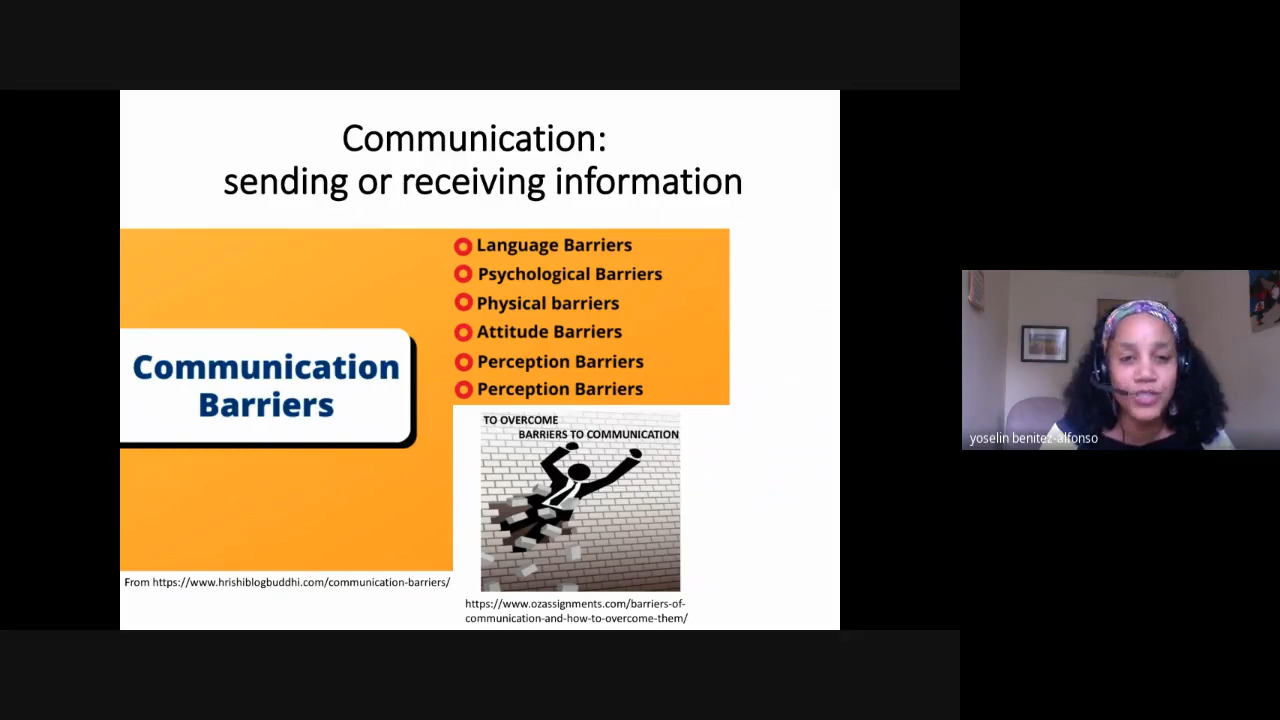 Communication:
sending or receiving information
Language Barriers
Psychological Barriers
Physical barriers
Attitude Barriers
Perception Barriers
Perception Barriers
Communication
Barriers
TO OVERCOME
BARRIERS TO COMMUNICATION
From https://www.hrishiblogbuddhi.com/communication-barriers/
https://www.ozassignments.com/barriers-of-
communication-and-how-to-overcome-them/
yoselin benitez-alfonso